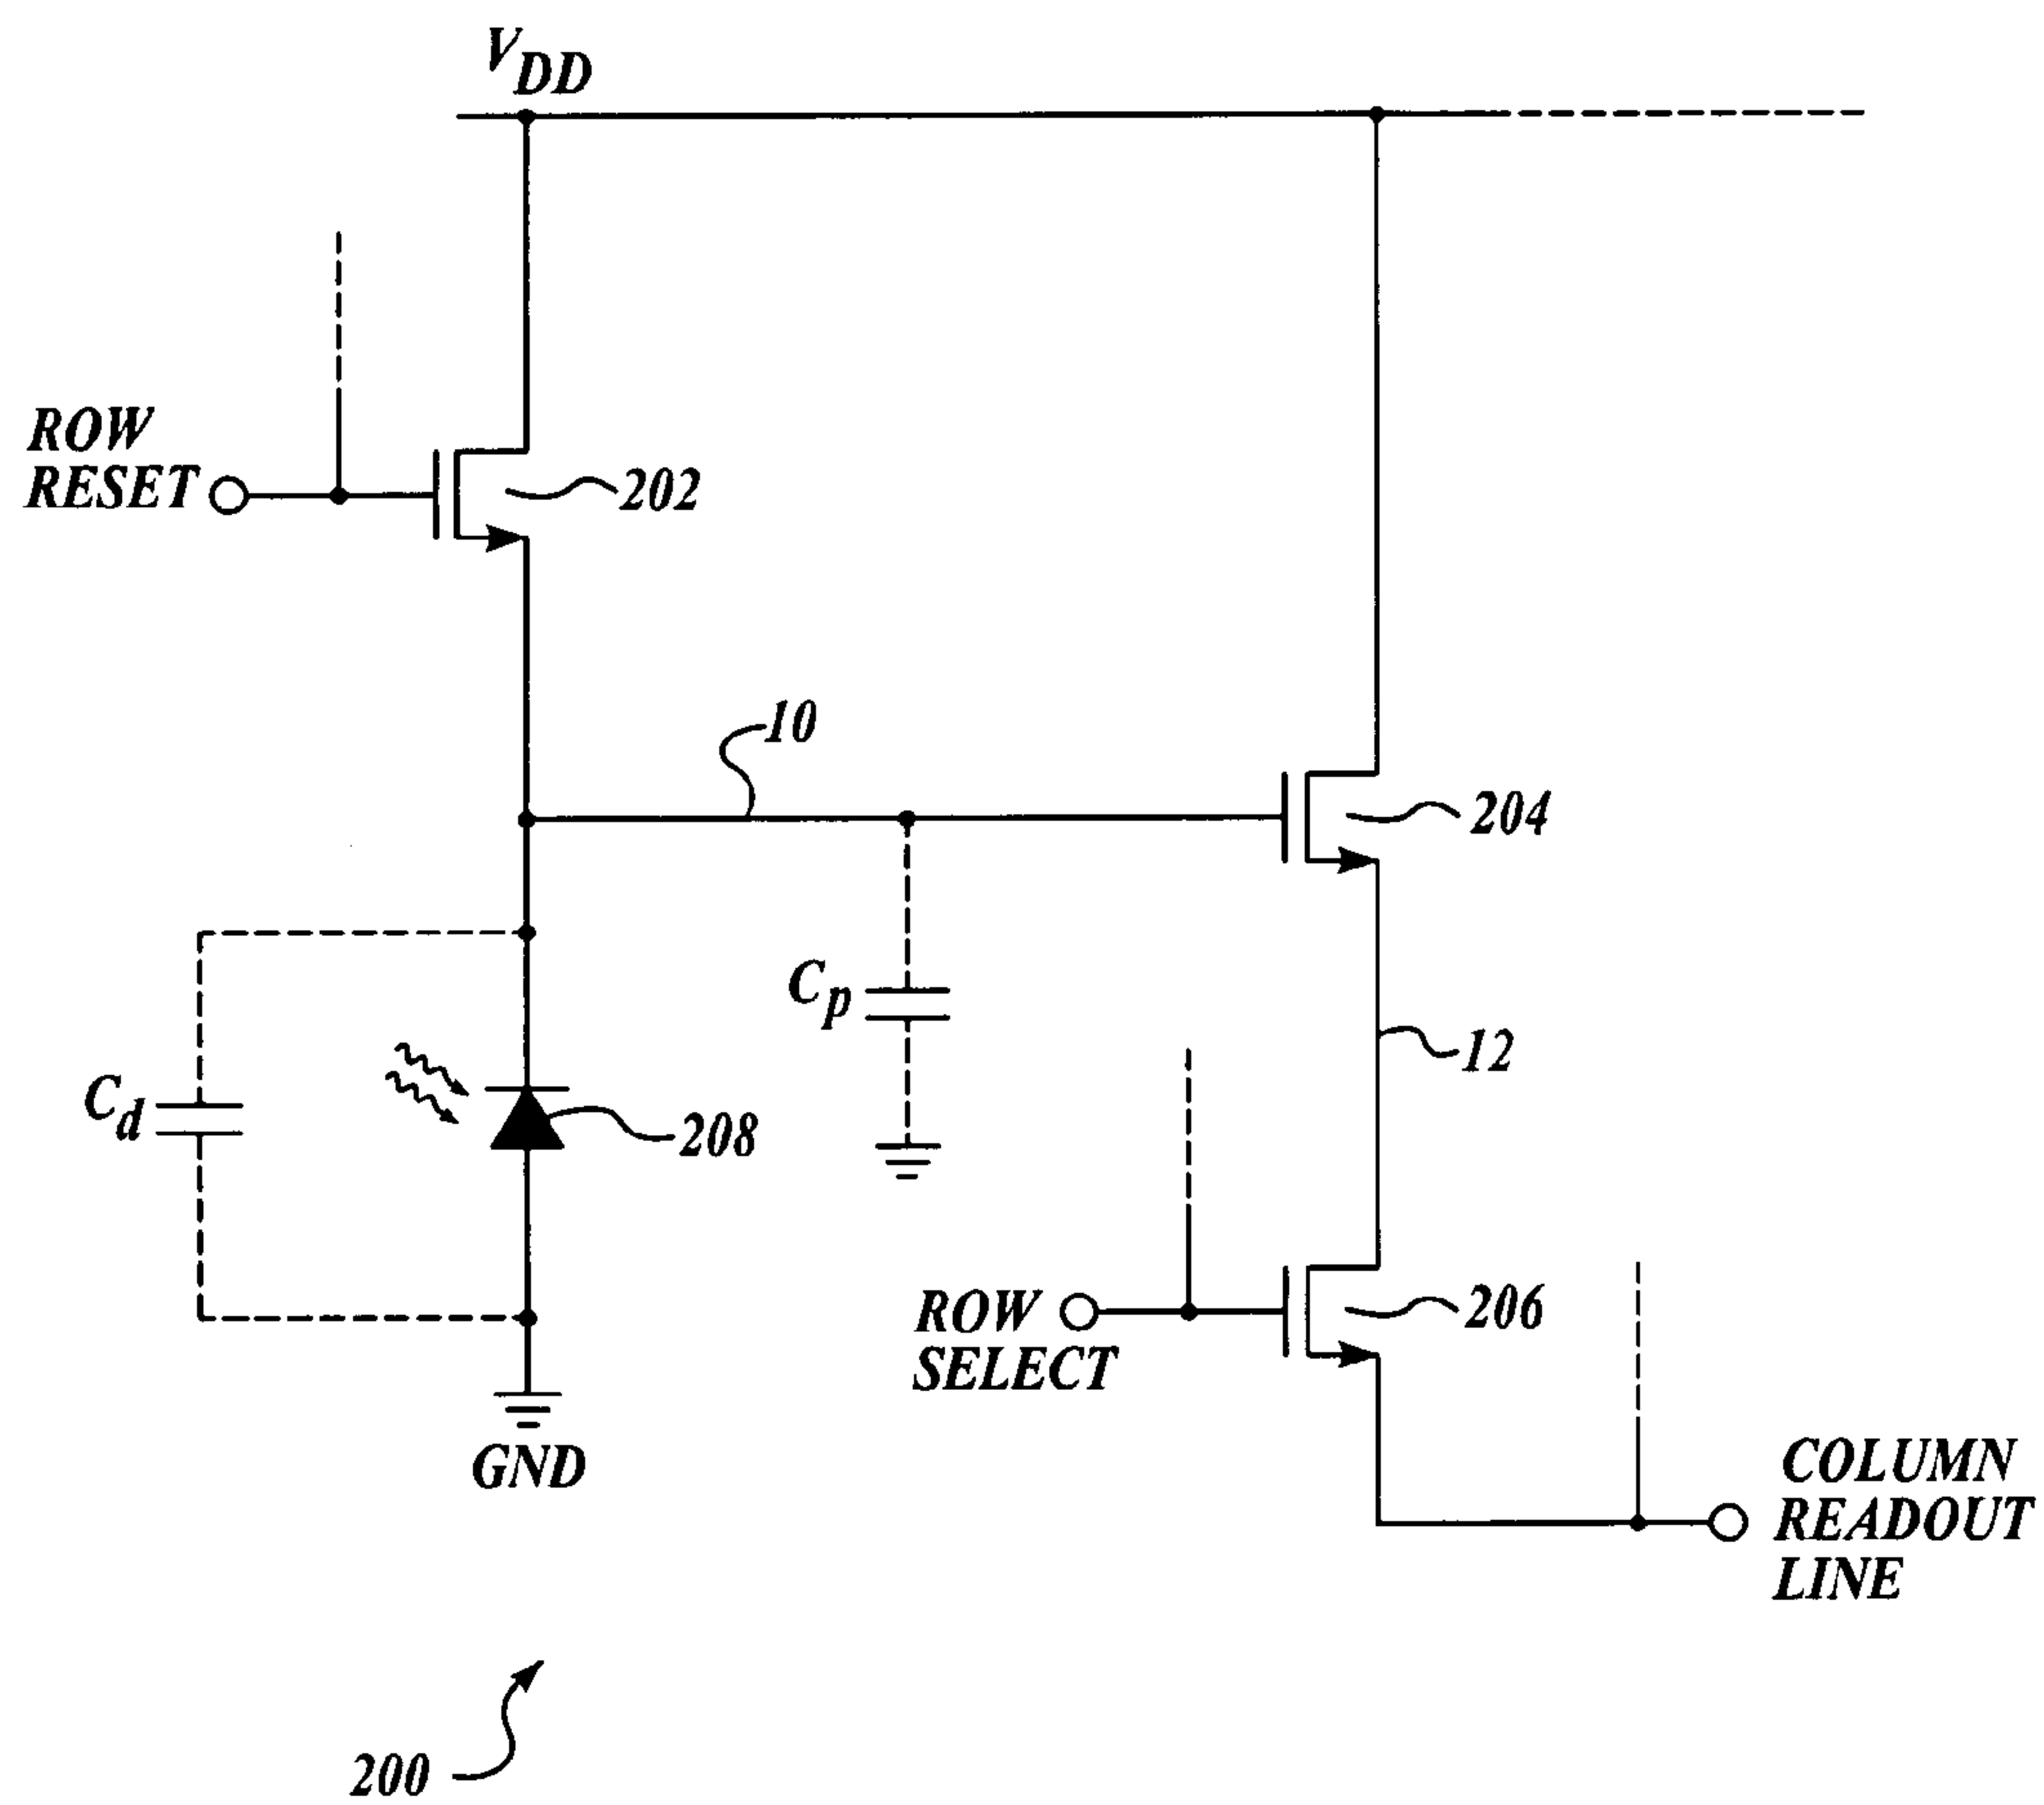 VDD
ROW
RESET
202
10
204
Cp
12
Cd
208
ROW
SELECT
206
GND
COLUMN
READOUT
LINE
200